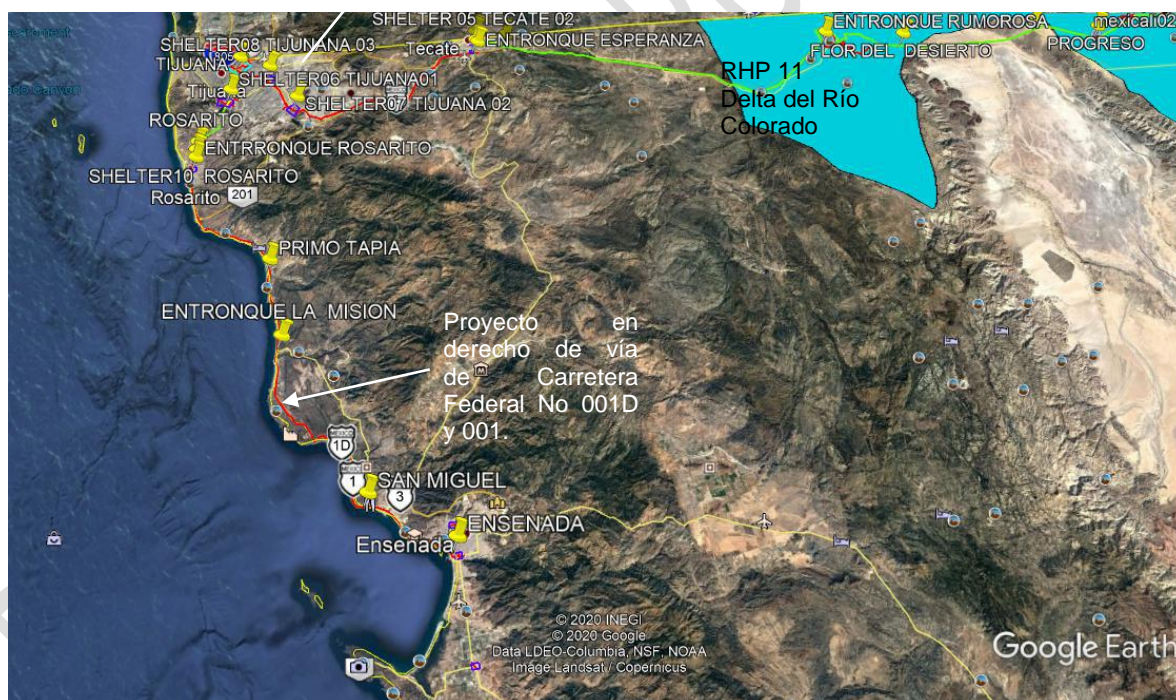 SHELTER 05 TECATE 02
ENTRONQUE RUMOROSA
mexicali02
SHELTER08 TIJUNANA 03
Tecate
ENTRONQUE ESPERANZA
FLOR-DEL DESIERTO
PROGRESO
TIJUANA
SHELTER06 TIJUANA01
Tijuana
SHELTER07 TIJUANA 02
RHP 11
Delta del Río
Colorado
ROSARITO
ENTRRONQUE ROSARITO
SHELTER10 ROSARITO
Rosarito
201
PRIMO TAPIA
ENTRONQUE LA MISION
Proyecto en
derecho de vía
de Carretera
Federal No 001D
y 001.
MEXICO
1D
MEXICO
1
SAN MIGUEL
3
ENSENADA
Ensenada
© 2020 INEGI
© 2020 Google
Data LDEO-Columbia, NSF, NOAA
Image Landsat / Copernicus
Google Earth